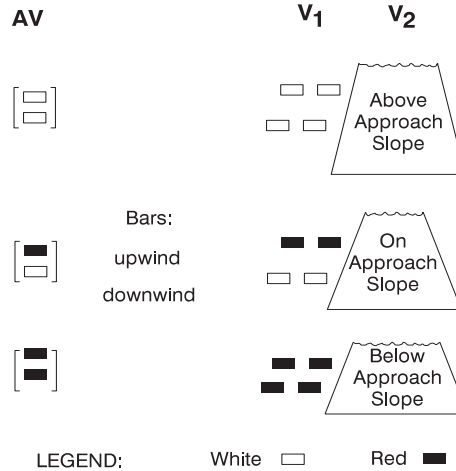 AV
V1
V2
Above
Approach
Slope
Bars:
upwind
downwind
On
Approach
Slope
Below
Approach
Slope
LEGEND:
White
Red